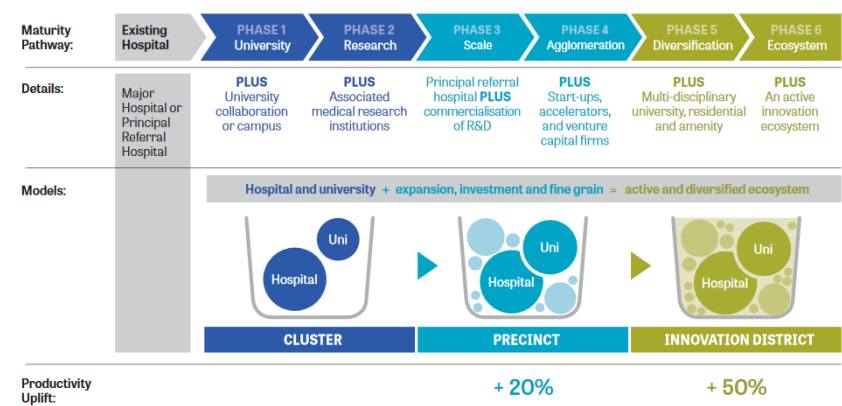 Maturity Pathway:
Existing Hospital
PHASE 1 University
PHASE 2 Research
PHASE 3 Scale
PHASE 4 Agglomeration
PHASE 5 Diversification
PHASE 6 Ecosystem
Details:
Major
Hospital or
Principal
Referral
Hospital
PLUS
University
collaboration
or campus
PLUS
Associated
medical research
institutions
Principal referral
hospital PLUS
commercialisation
of R&D
PLUS
Start-ups,
accelerators,
and venture
capital firms
PLUS
Multi-disciplinary
university, residential
and amenity
PLUS
An active
innovation
ecosystem
Models:
Hospital and university + expansion, investment and fine grain = active and diversified ecosystem
Uni
Hospital
Uni
Hospital
Uni
Hospital
CLUSTER
PRECINCT
INNOVATION DISTRICT
Productivity
Uplift:
+ 20%
+ 50%